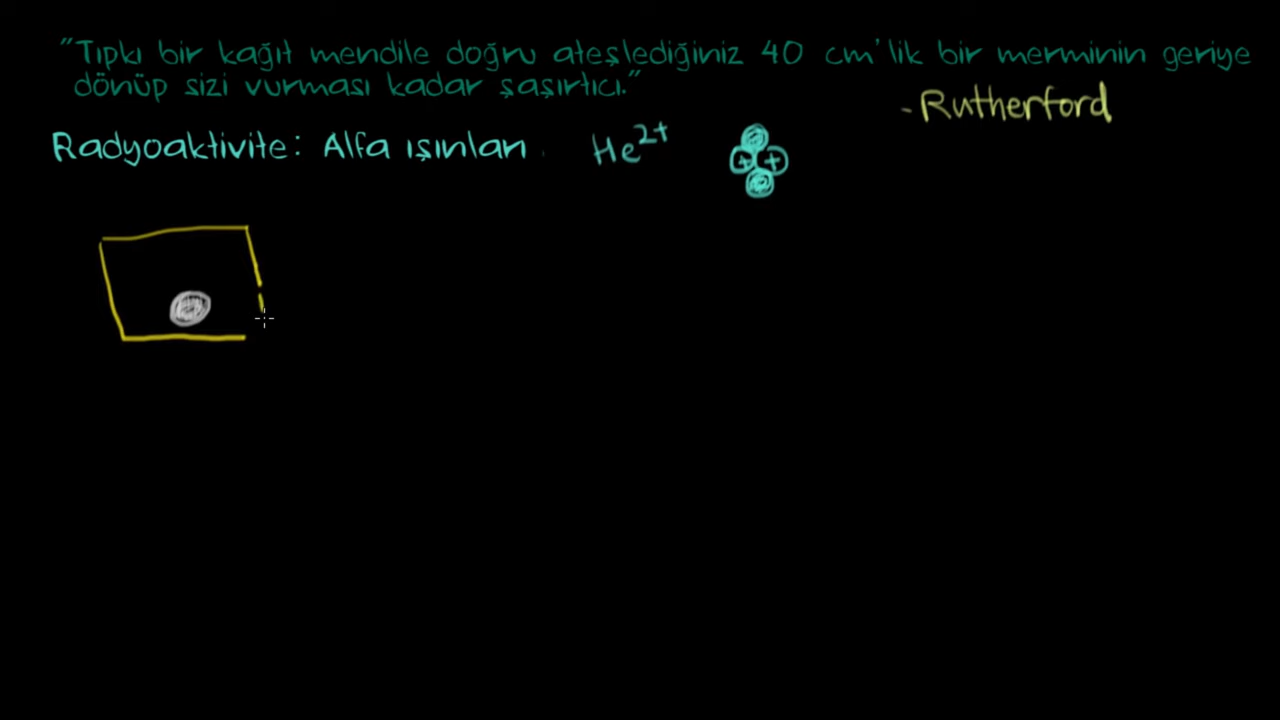 "Tıpkı bir kağıt mendile doğru ateşlediğiniz 40 cm'lik bir merminin geriye
dönüp sizi vurması kadar şaşırtıcı."
- Rutherford
Radyoaktivite: Alfa ışınları He²⁺
+ +